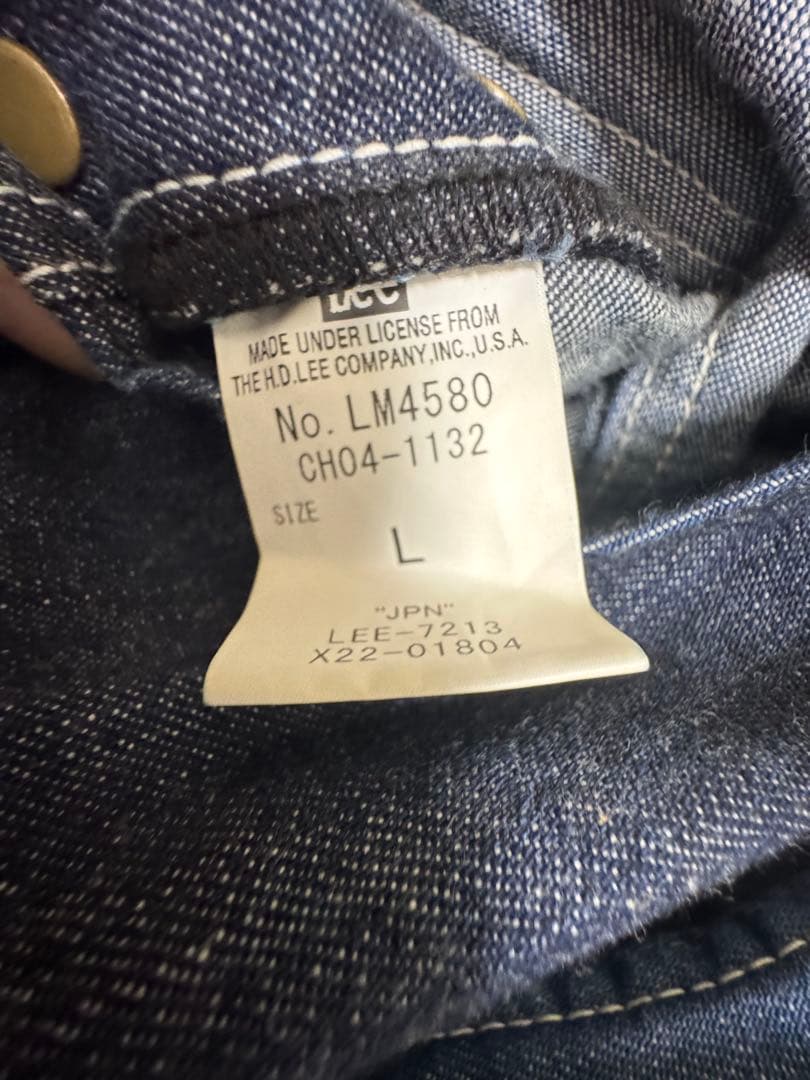 Lee
MADE UNDER LICENSE FROM
THE H.D.LEE COMPANY,INC.,U.S.A.
No. LM4580
CH04-1132
SIZE
L
"JPN"
LEE-7213
X22-01804